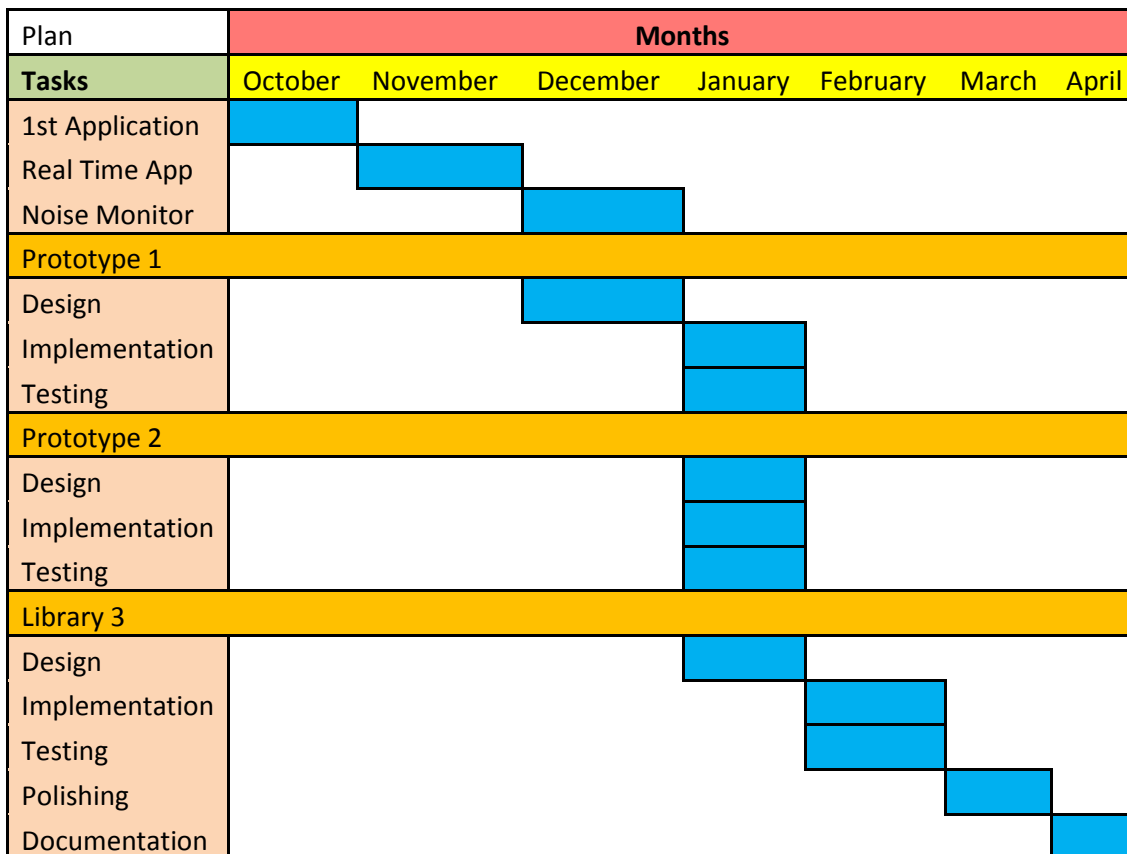 Plan Months
Tasks October November December January February March April
1st Application
Real Time App
Noise Monitor
Prototype 1
Design
Implementation
Testing
Prototype 2
Design
Implementation
Testing
Library 3
Design
Implementation
Testing
Polishing
Documentation